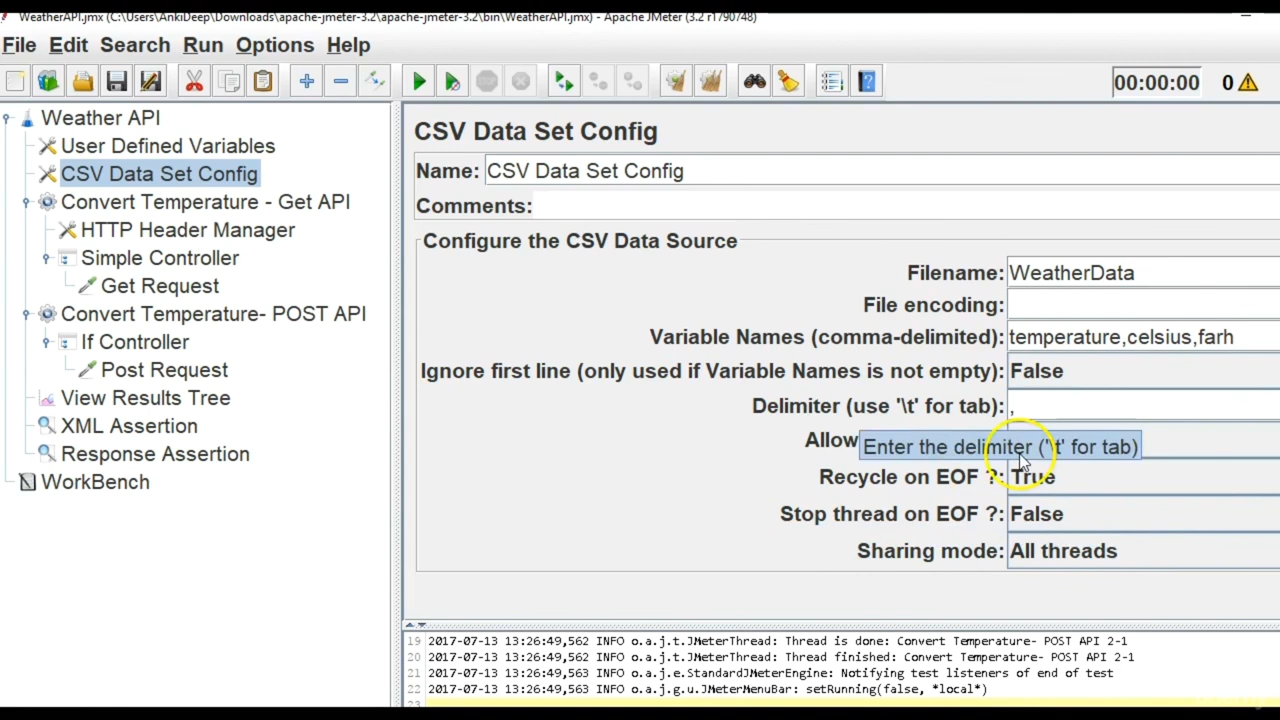 WeatherAPI.jmx (C:\Users\AnkiDeep\Downloads\apache-jmeter-3.2\apache-jmeter-3.2\bin\WeatherAPI.jmx) - Apache JMeter (3.2 r1790748)
File Edit Search Run Options Help
00:00:00 0
Weather API
User Defined Variables
CSV Data Set Config
Convert Temperature - Get API
HTTP Header Manager
Simple Controller
Get Request
Convert Temperature- POST API
If Controller
Post Request
View Results Tree
XML Assertion
Response Assertion
WorkBench
CSV Data Set Config
Name: CSV Data Set Config
Comments:
Configure the CSV Data Source
Filename: WeatherData
File encoding:
Variable Names (comma-delimited): temperature,celsius,farh
Ignore first line (only used if Variable Names is not empty): False
Delimiter (use '\t' for tab): ,
Allow
Enter the delimiter ('\t' for tab)
Recycle on EOF ?: True
Stop thread on EOF ?: False
Sharing mode: All threads
19 2017-07-13 13:26:49,562 INFO o.a.j.t.JMeterThread: Thread is done: Convert Temperature- POST API 2-1
20 2017-07-13 13:26:49,562 INFO o.a.j.t.JMeterThread: Thread finished: Convert Temperature- POST API 2-1
21 2017-07-13 13:26:49,563 INFO o.a.j.e.StandardJMeterEngine: Notifying test listeners of end of test
22 2017-07-13 13:26:49,563 INFO o.a.j.g.u.JMeterMenuBar: setRunning(false, *local*)
23